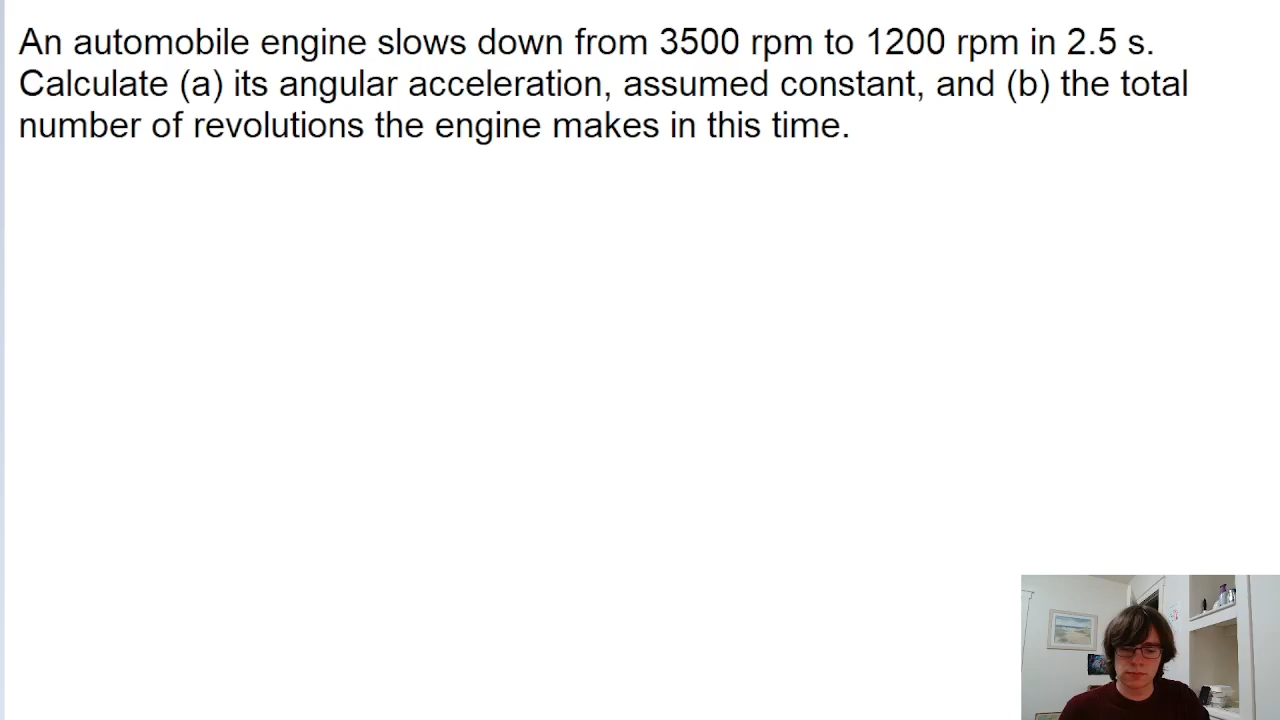 An automobile engine slows down from 3500 rpm to 1200 rpm in 2.5 s.
Calculate (a) its angular acceleration, assumed constant, and (b) the total
number of revolutions the engine makes in this time.